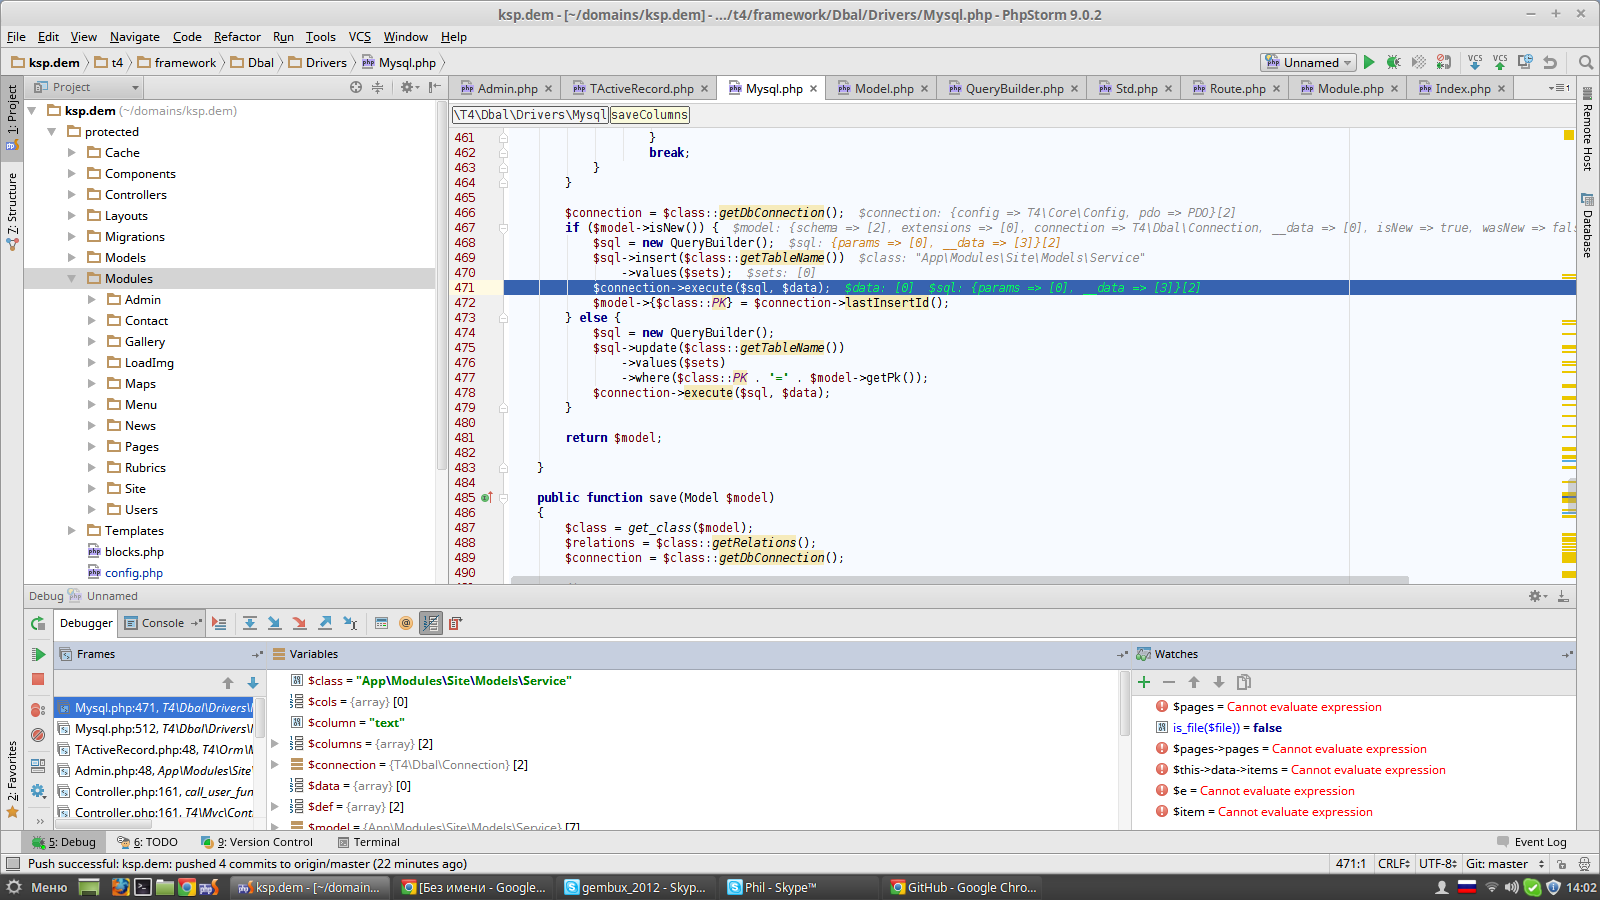 ksp.dem - [~/domains/ksp.dem] - .../t4/framework/Dbal/Drivers/Mysql.php - PhpStorm 9.0.2
File Edit View Navigate Code Refactor Run Tools VCS Window Help
ksp.dem t4 framework Dbal Drivers Mysql.php Unnamed
Project Admin.php TActiveRecord.php Mysql.php Model.php QueryBuilder.php Std.php Route.php Module.php Index.php
1: Project
7: Structure
2: Favorites
Remote Host
Database
ksp.dem (~/domains/ksp.dem)
protected
Cache
Components
Controllers
Layouts
Migrations
Models
Modules
Admin
Contact
Gallery
LoadImg
Maps
Menu
News
Pages
Rubrics
Site
Users
Templates
blocks.php
config.php
\T4\Dbal\Drivers\Mysql saveColumns
461 }
462 break;
463 }
464 }
465
466 $connection = $class::getDbConnection(); $connection: {config => T4\Core\Config, pdo => PDO}[2]
467 if ($model->isNew()) { $model: {schema => [2], extensions => [0], connection => T4\Dbal\Connection, __data => [0], isNew => true, wasNew => fals
468 $sql = new QueryBuilder(); $sql: {params => [0], __data => [3]}[2]
469 $sql->insert($class::getTableName()) $class: "App\Modules\Site\Models\Service"
470 ->values($sets); $sets: [0]
471 $connection->execute($sql, $data); $data: [0] $sql: {params => [0], __data => [3]}[2]
472 $model->{$class::PK} = $connection->lastInsertId();
473 } else {
474 $sql = new QueryBuilder();
475 $sql->update($class::getTableName())
476 ->values($sets)
477 ->where($class::PK . '=' . $model->getPk());
478 $connection->execute($sql, $data);
479 }
480
481 return $model;
482
483 }
484
485 public function save(Model $model)
486 {
487 $class = get_class($model);
488 $relations = $class::getRelations();
489 $connection = $class::getDbConnection();
490
Debug Unnamed
Debugger Console
Frames
Mysql.php:471, T4\Dbal\Drivers\
Mysql.php:512, T4\Dbal\Drivers\
TActiveRecord.php:48, T4\Orm\M
Admin.php:48, App\Modules\Site\
Controller.php:161, call_user_fun
Controller.php:161, T4\Mvc\Cont
Variables
$class = "App\Modules\Site\Models\Service"
$cols = {array} [0]
$column = "text"
$columns = {array} [2]
$connection = {T4\Dbal\Connection} [2]
$data = {array} [0]
$def = {array} [2]
$model = {App\Modules\Site\Models\Service} [7]
Watches
$pages = Cannot evaluate expression
is_file($file)) = false
$pages->pages = Cannot evaluate expression
$this->data->items = Cannot evaluate expression
$e = Cannot evaluate expression
$item = Cannot evaluate expression
5: Debug 6: TODO 9: Version Control Terminal Event Log
Push successful: ksp.dem: pushed 4 commits to origin/master (22 minutes ago) 471:1 CRLF UTF-8 Git: master
Меню ksp.dem - [~/domain... [Без имени - Google... gembux_2012 - Skyp... Phil - Skype™ GitHub - Google Chro... 14:02